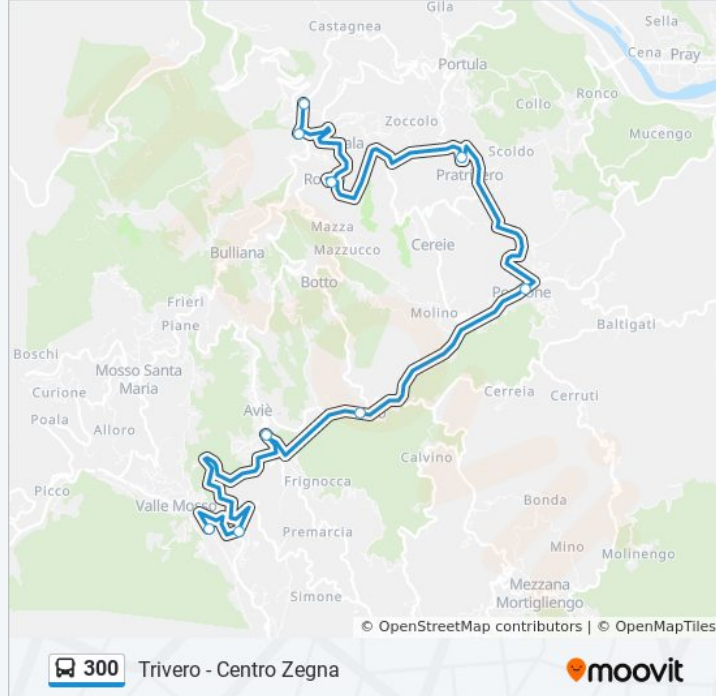 Gila
Castagnea
Sella
Cena Pray
Portula
Ronco
Collo
Zoccolo
Mucengo
Scoldo
Mazza
Cereie
Mazzucco
Bulliana
Botto
Frieri
Molino
Piane
Baltigati
Boschi
Mosso Santa
Maria
Cerreia
Cerruti
Curione
Aviè
Poala
Alloro
Calvino
Picco
Frignocca
Valle Mosso
Bonda
Premarcia
Mino
Molinengo
Mezzana
Mortigliengo
Simone
© OpenStreetMap contributors | © OpenMapTiles
300 Trivero - Centro Zegna
moovit